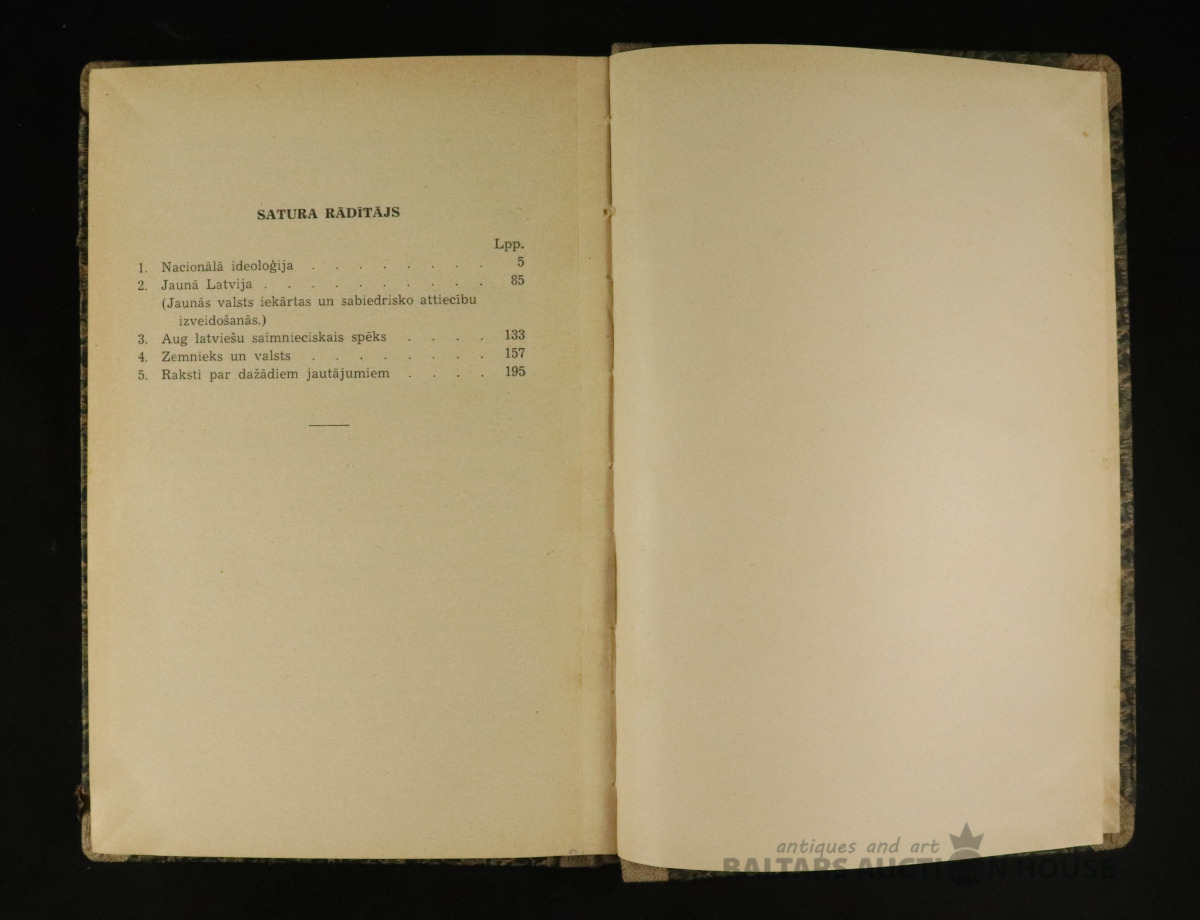 SATURA RĀDĪTĀJS
Lpp.
1. Nacionālā ideoloģija . . . . . . . . 5
2. Jaunā Latvija . . . . . . . . . . 85
(Jaunās valsts iekārtas un sabiedrisko attiecību
izveidošanās.)
3. Aug latviešu saimnieciskais spēks . . . . 133
4. Zemnieks un valsts . . . . . . . . 157
5. Raksti par dažādiem jautājumiem . . . . 195
antiques and art
BALTARS AUCTION HOUSE